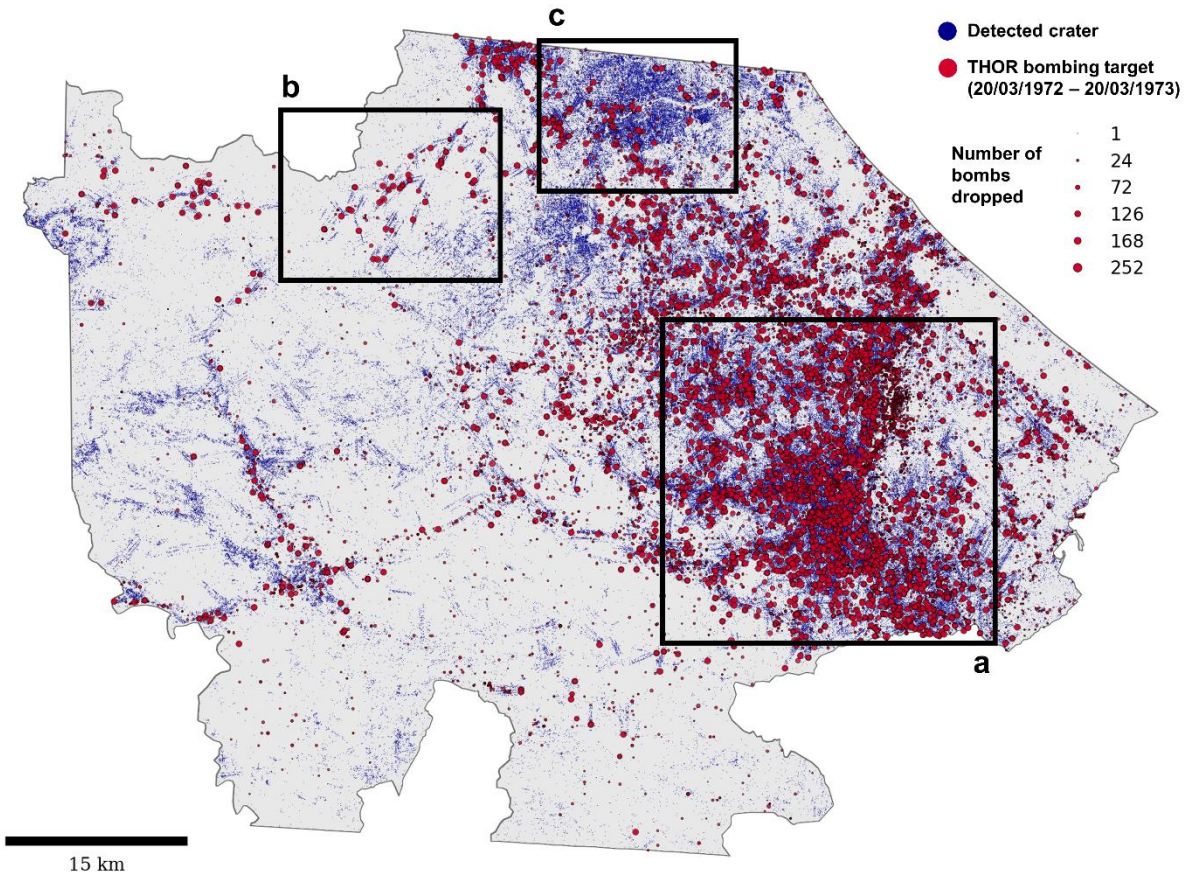 c
Detected crater
THOR bombing target
(20/03/1972 – 20/03/1973)
b
Number of
bombs
dropped
1
24
72
126
168
252
a
15 km